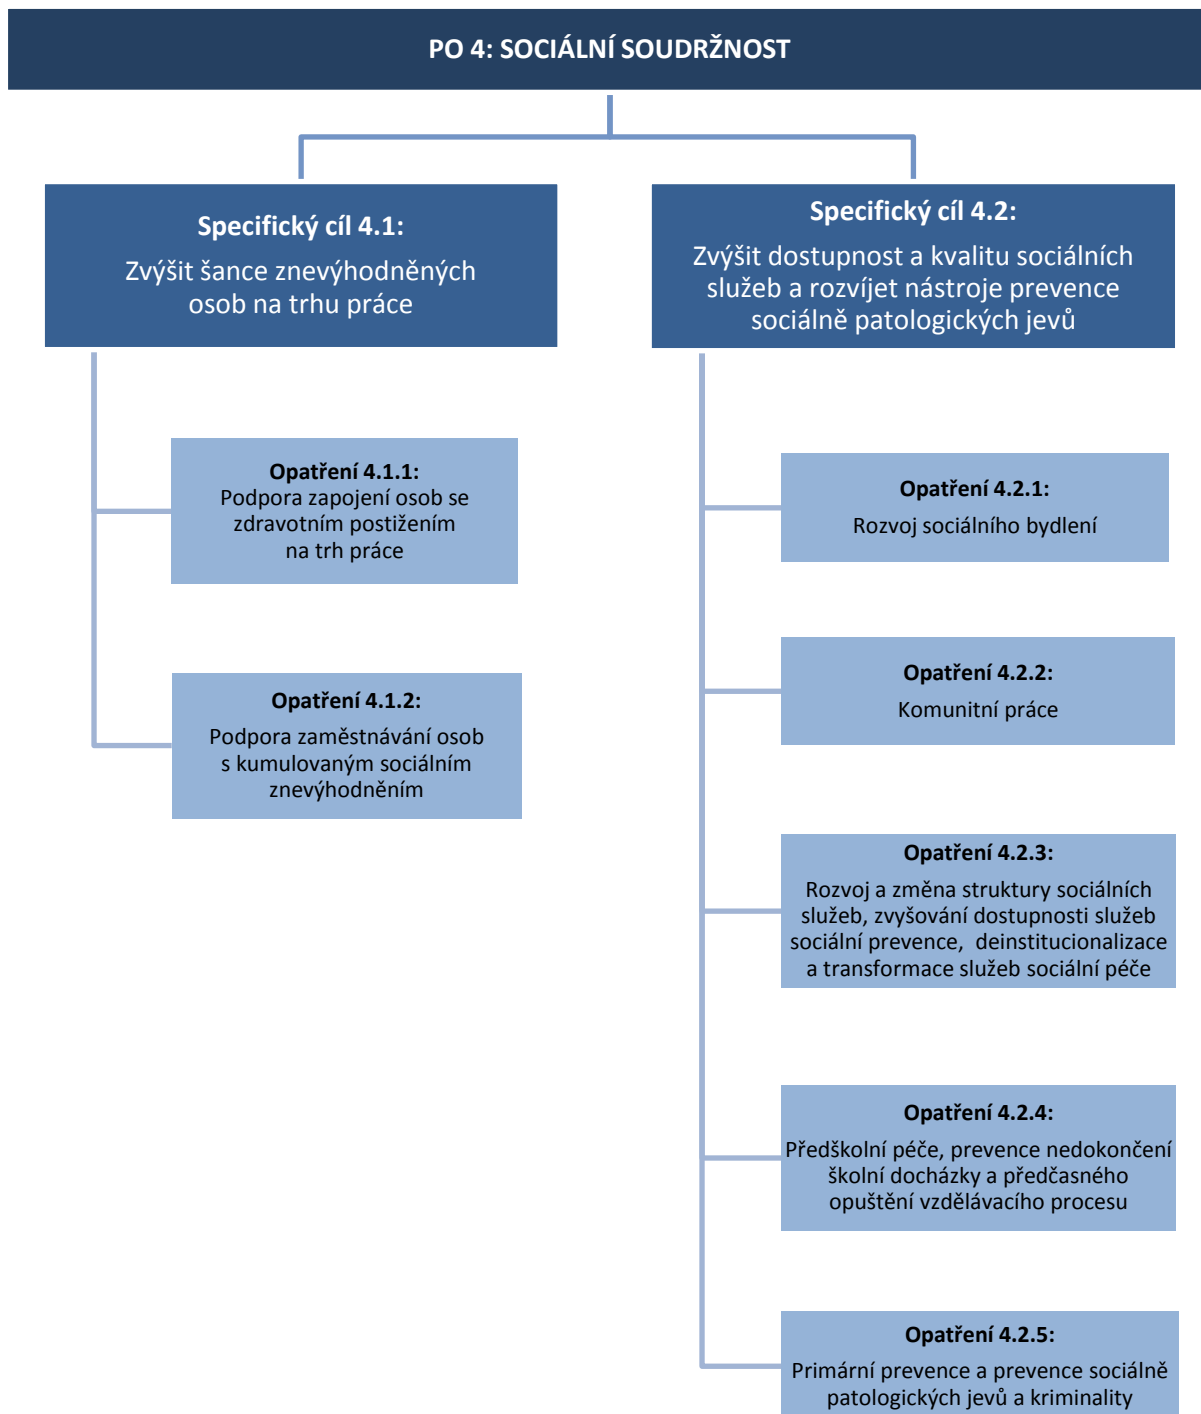 PO 4: SOCIÁLNÍ SOUDRŽNOST
Specifický cíl 4.1:
Zvýšit šance znevýhodněných
osob na trhu práce
Opatření 4.1.1:
Podpora zapojení osob se
zdravotním postižením
na trh práce
Opatření 4.1.2:
Podpora zaměstnávání osob
s kumulovaným sociálním
znevýhodněním
Specifický cíl 4.2:
Zvýšit dostupnost a kvalitu sociálních
služeb a rozvíjet nástroje prevence
sociálně patologických jevů
Opatření 4.2.1:
Rozvoj sociálního bydlení
Opatření 4.2.2:
Komunitní práce
Opatření 4.2.3:
Rozvoj a změna struktury sociálních
služeb, zvyšování dostupnosti služeb
sociální prevence, deinstitucionalizace
a transformace služeb sociální péče
Opatření 4.2.4:
Předškolní péče, prevence nedokončení
školní docházky a předčasného
opuštění vzdělávacího procesu
Opatření 4.2.5:
Primární prevence a prevence sociálně
patologických jevů a kriminality